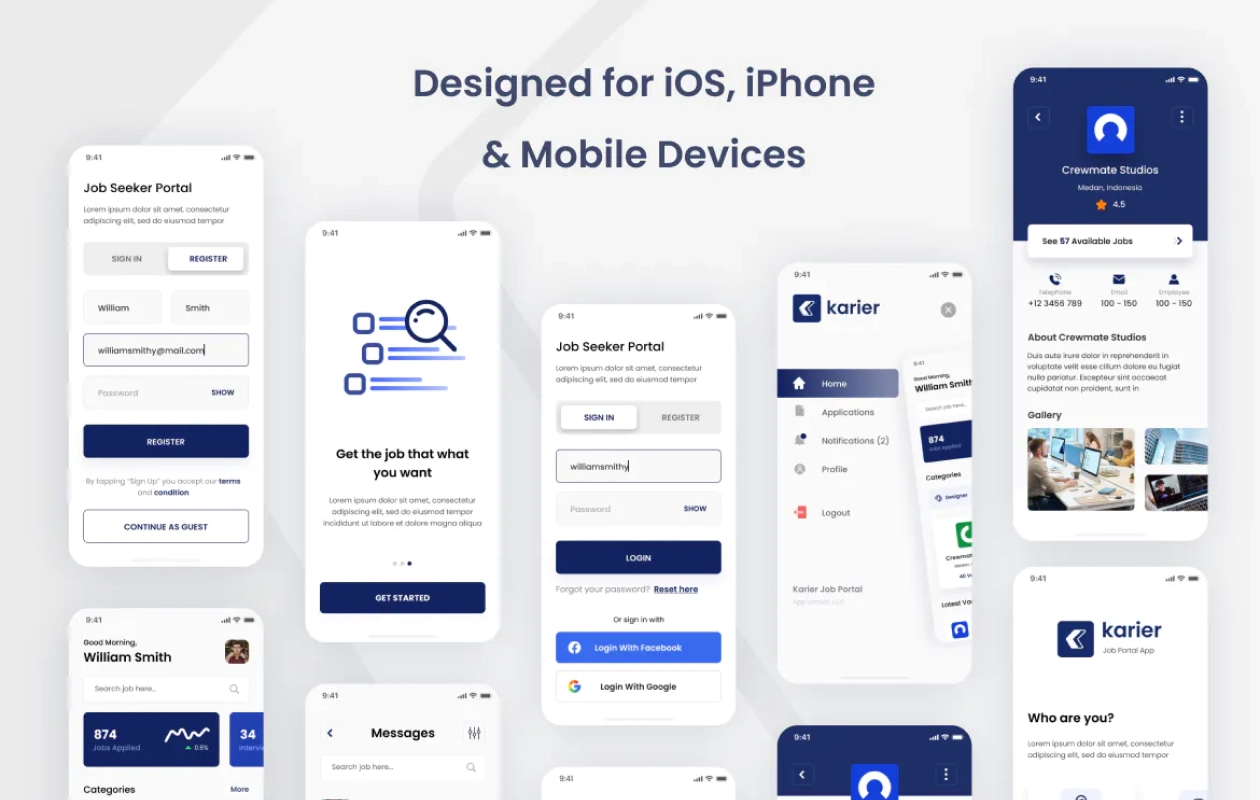 Designed for iOS, iPhone
& Mobile Devices
9:41
Job Seeker Portal
Lorem ipsum dolor sit amet, consectetur
adipiscing elit, sed do eiusmod tempor
SIGN IN
REGISTER
William
Smith
williamsmithy@mail.com
Password
SHOW
REGISTER
By tapping "Sign Up" you accept our terms
and condition
CONTINUE AS GUEST
9:41
Good Morning,
William Smith
Search job here..
874
Jobs Applied
0.5%
34
Categories
More
9:41
Get the job that what
you want
Lorem ipsum dolor sit amet, consectetur
adipiscing elit, sed do eiusmod tempor
incididunt ut labore et dolore magna aliqua
GET STARTED
9:41
Messages
Search job here...
9:41
Job Seeker Portal
Lorem ipsum dolor sit amet, consectetur
adipiscing elit, sed do eiusmod tempor
SIGN IN
REGISTER
williamsmithy
Password
SHOW
LOGIN
Forgot your password? Reset here
Or sign in with
Login With Facebook
Login With Google
9:41
9:41
karier
Home
Applications
Notifications (2)
Profile
Logout
Karier Job Portal
9:41
Good Morning,
William Smith
Search job here..
874
Jobs Applied
Categories
Designer
9:41
9:41
Crewmate Studios
Medan, Indonesia
4.5
See 57 Available Jobs
Telephone
+12 3456 789
Email
100 - 150
Employee
100 - 150
About Crewmate Studios
Duis aute irure dolor in reprehenderit in
voluptate velit esse cillum dolore eu fugiat
nulla pariatur. Excepteur sint occaecat
cupidatat non proident, sunt in
Gallery
9:41
karier
Job Portal App
Who are you?
Lorem ipsum dolor sit amet, consectetur
adipiscing elit, sed do eiusmod tempor